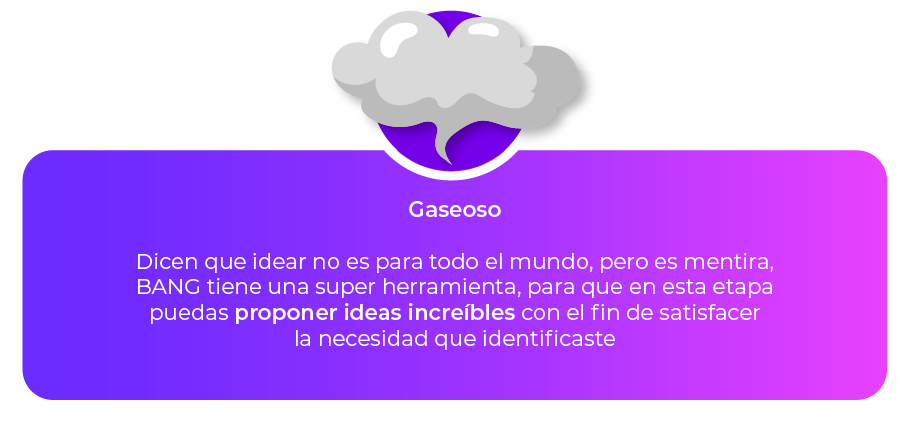 Gaseoso
Dicen que idear no es para todo el mundo, pero es mentira,
BANG tiene una super herramienta, para que en esta etapa
puedas proponer ideas increíbles con el fin de satisfacer
la necesidad que identificaste